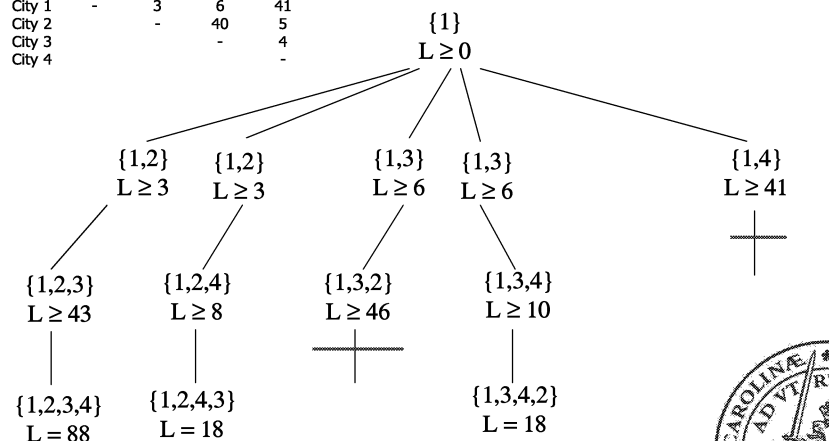 City 1 - 3 6 41
City 2 - 40 5
City 3 - 4
City 4 -
{1}
L ≥ 0
{1,2} {1,2} {1,3} {1,3} {1,4}
L ≥ 3 L ≥ 3 L ≥ 6 L ≥ 6 L ≥ 41
{1,2,3} {1,2,4} {1,3,2} {1,3,4}
L ≥ 43 L ≥ 8 L ≥ 46 L ≥ 10
{1,2,3,4} {1,2,4,3} {1,3,4,2}
L = 88 L = 18 L = 18
CAROLINÆ
AD VT